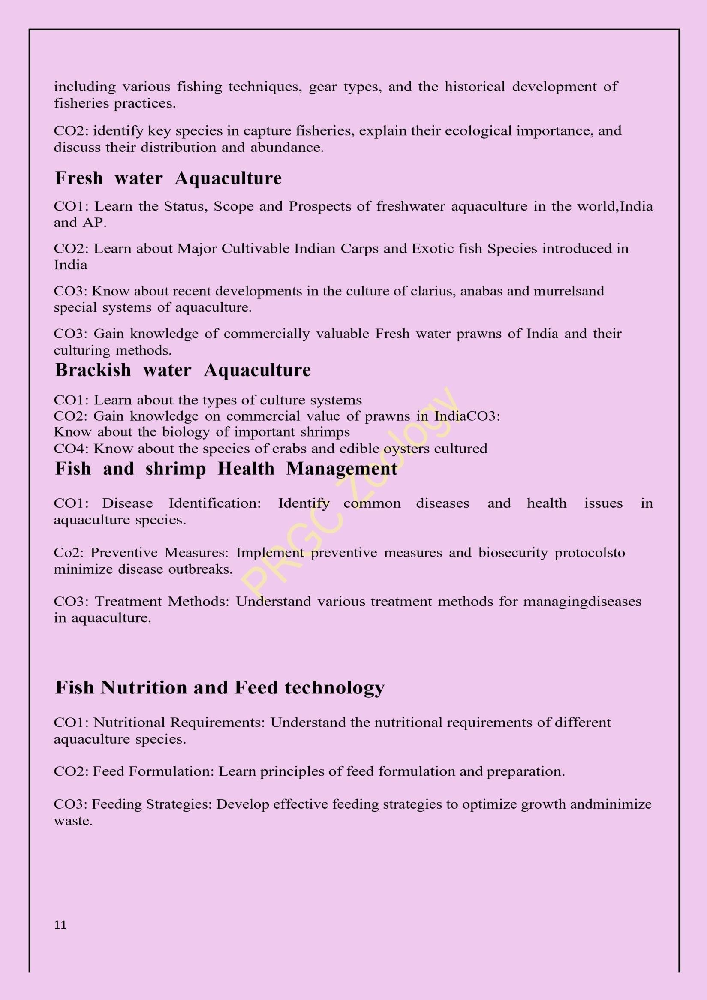 including various fishing techniques, gear types, and the historical development of
fisheries practices.
CO2: identify key species in capture fisheries, explain their ecological importance, and
discuss their distribution and abundance.
Fresh water Aquaculture
CO1: Learn the Status, Scope and Prospects of freshwater aquaculture in the world,India
and AP.
CO2: Learn about Major Cultivable Indian Carps and Exotic fish Species introduced in
India
CO3: Know about recent developments in the culture of clarius, anabas and murrelsand
special systems of aquaculture.
CO3: Gain knowledge of commercially valuable Fresh water prawns of India and their
culturing methods.
Brackish water Aquaculture
CO1: Learn about the types of culture systems
CO2: Gain knowledge on commercial value of prawns in IndiaCO3:
Know about the biology of important shrimps
CO4: Know about the species of crabs and edible oysters cultured
Fish and shrimp Health Management
CO1: Disease Identification: Identify common diseases and health issues in
aquaculture species.
Co2: Preventive Measures: Implement preventive measures and biosecurity protocolsto
minimize disease outbreaks.
CO3: Treatment Methods: Understand various treatment methods for managingdiseases
in aquaculture.
Fish Nutrition and Feed technology
CO1: Nutritional Requirements: Understand the nutritional requirements of different
aquaculture species.
CO2: Feed Formulation: Learn principles of feed formulation and preparation.
CO3: Feeding Strategies: Develop effective feeding strategies to optimize growth andminimize
waste.
11
PRGC Zoology